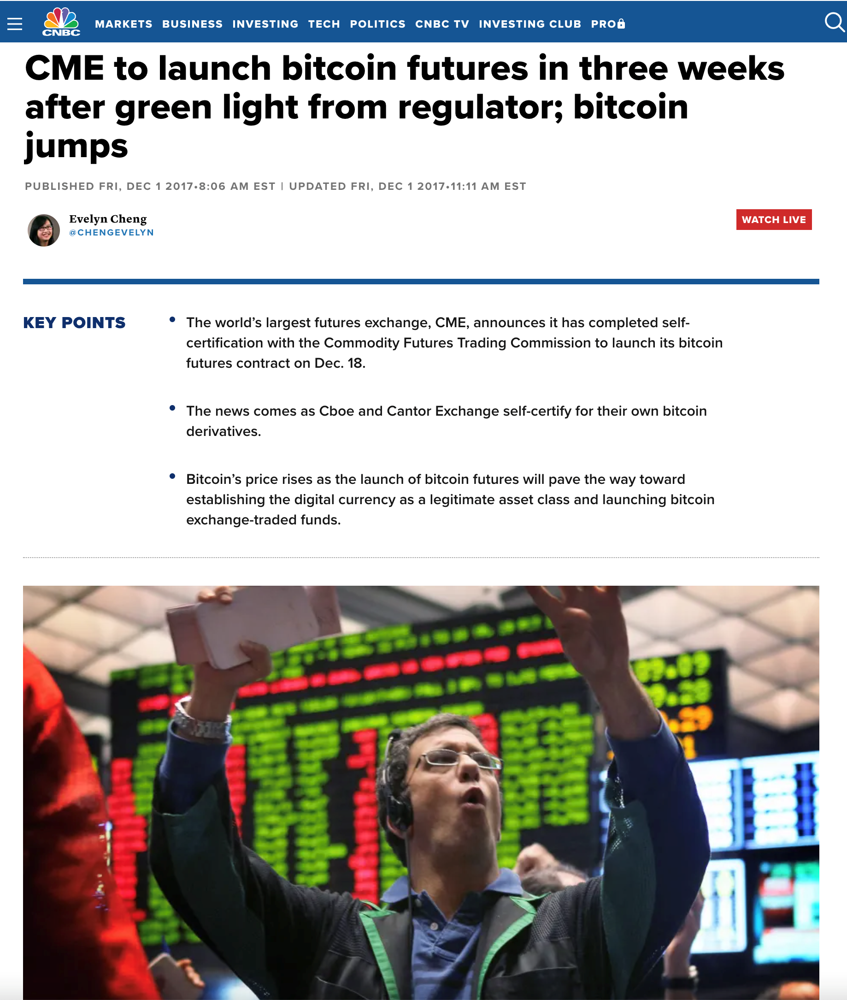 MARKETS BUSINESS INVESTING TECH POLITICS CNBC TV INVESTING CLUB PRO
CNBC
CME to launch bitcoin futures in three weeks
after green light from regulator; bitcoin
jumps
PUBLISHED FRI, DEC 1 2017•8:06 AM EST | UPDATED FRI, DEC 1 2017•11:11 AM EST
Evelyn Cheng
@CHENGEVELYN
WATCH LIVE
KEY POINTS
• The world’s largest futures exchange, CME, announces it has completed self-
certification with the Commodity Futures Trading Commission to launch its bitcoin
futures contract on Dec. 18.
• The news comes as Cboe and Cantor Exchange self-certify for their own bitcoin
derivatives.
• Bitcoin’s price rises as the launch of bitcoin futures will pave the way toward
establishing the digital currency as a legitimate asset class and launching bitcoin
exchange-traded funds.